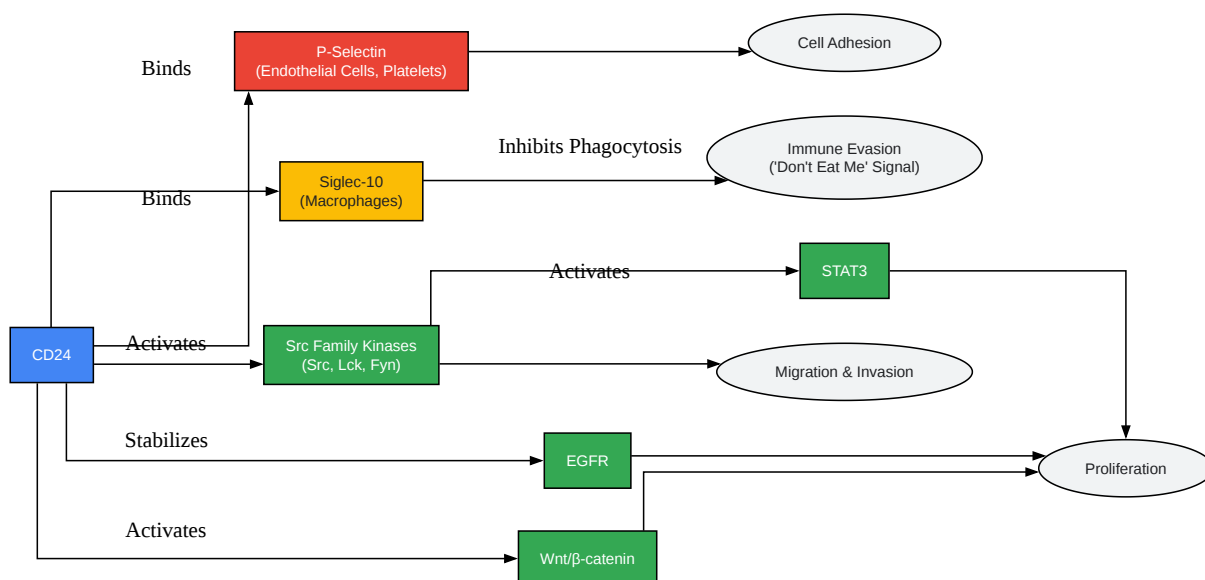 P-Selectin
(Endothelial Cells, Platelets)
Cell Adhesion
Binds
Inhibits Phagocytosis
Immune Evasion
('Don't Eat Me' Signal)
Siglec-10
(Macrophages)
Binds
Activates
STAT3
CD24
Activates
Src Family Kinases
(Src, Lck, Fyn)
Migration & Invasion
Stabilizes
EGFR
Proliferation
Activates
Wnt/β-catenin